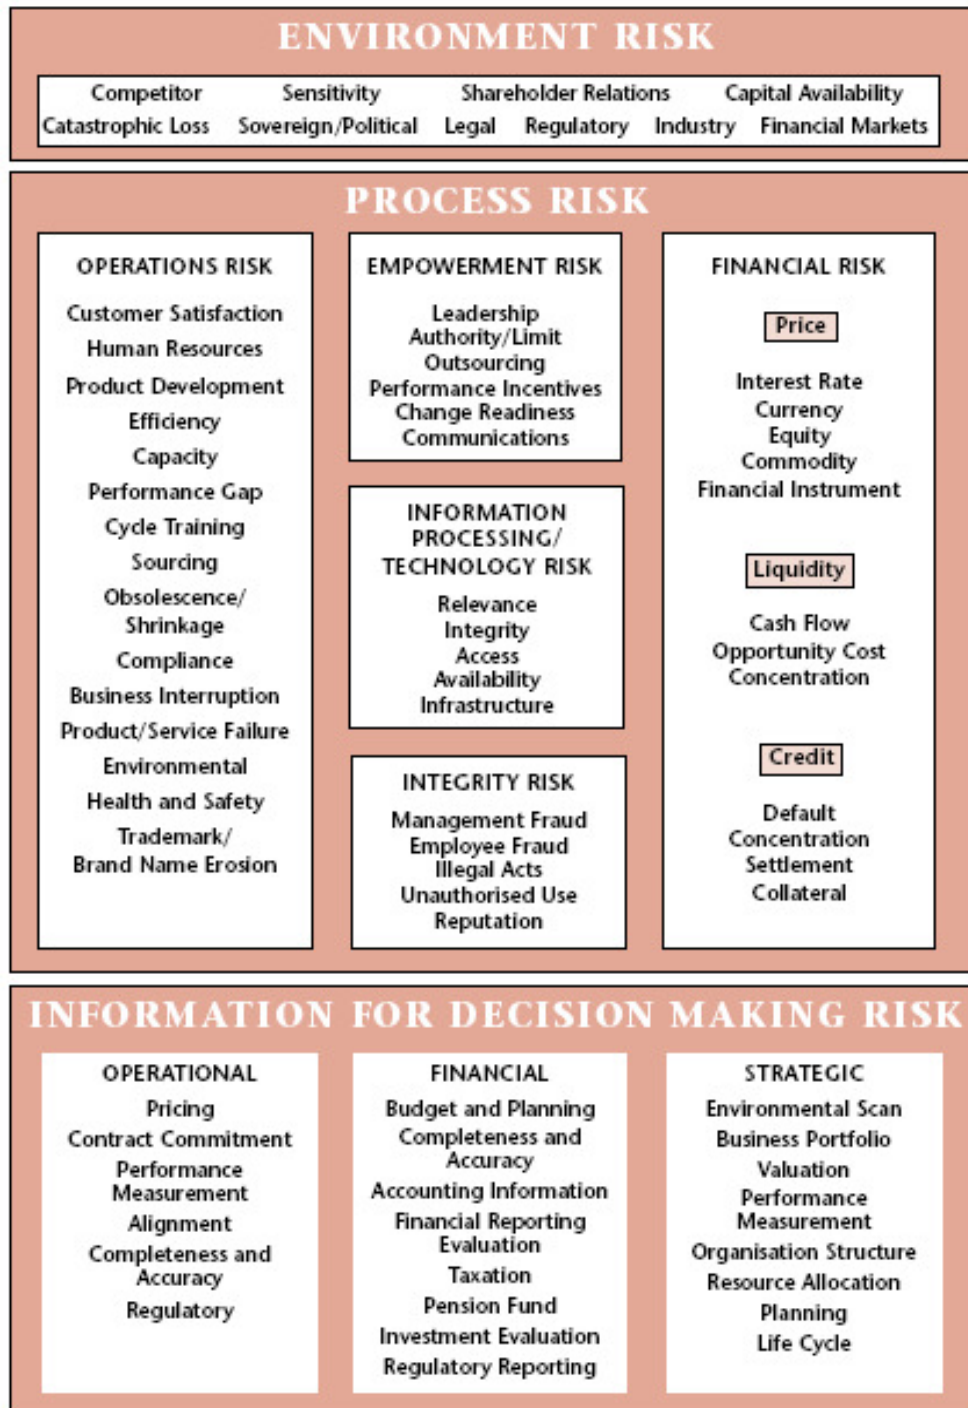 ENVIRONMENT RISK
Competitor Sensitivity Shareholder Relations Capital Availability
Catastrophic Loss Sovereign/Political Legal Regulatory Industry Financial Markets
PROCESS RISK
OPERATIONS RISK
Customer Satisfaction
Human Resources
Product Development
Efficiency
Capacity
Performance Gap
Cycle Training
Sourcing
Obsolescence/
Shrinkage
Compliance
Business Interruption
Product/Service Failure
Environmental
Health and Safety
Trademark/
Brand Name Erosion
EMPOWERMENT RISK
Leadership
Authority/Limit
Outsourcing
Performance Incentives
Change Readiness
Communications
INFORMATION
PROCESSING/
TECHNOLOGY RISK
Relevance
Integrity
Access
Availability
Infrastructure
INTEGRITY RISK
Management Fraud
Employee Fraud
Illegal Acts
Unauthorised Use
Reputation
FINANCIAL RISK
Price
Interest Rate
Currency
Equity
Commodity
Financial Instrument
Liquidity
Cash Flow
Opportunity Cost
Concentration
Credit
Default
Concentration
Settlement
Collateral
INFORMATION FOR DECISION MAKING RISK
OPERATIONAL
Pricing
Contract Commitment
Performance
Measurement
Alignment
Completeness and
Accuracy
Regulatory
FINANCIAL
Budget and Planning
Completeness and
Accuracy
Accounting Information
Financial Reporting
Evaluation
Taxation
Pension Fund
Investment Evaluation
Regulatory Reporting
STRATEGIC
Environmental Scan
Business Portfolio
Valuation
Performance
Measurement
Organisation Structure
Resource Allocation
Planning
Life Cycle